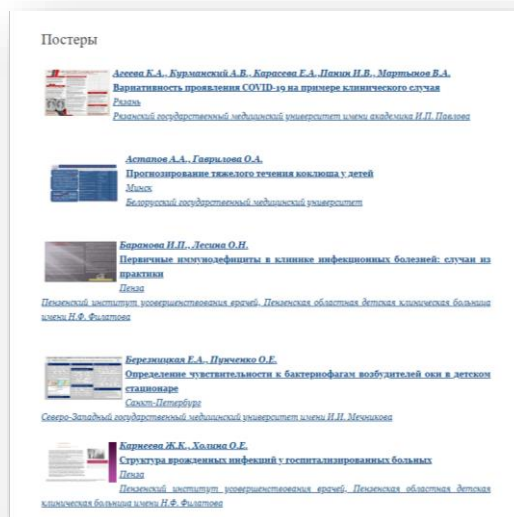 Постеры
Агеева К.А., Курманский А.В., Карасева Е.А.,Панин И.В., Мартынов В.А.
Вариативность проявления COVID-19 на примере клинического случая
Рязань
Рязанский государственный медицинский университет имени академика И.П. Павлова
Астапов А.А., Гаврилова О.А.
Прогнозирование тяжелого течения коклюша у детей
Минск
Белорусский государственный медицинский университет
Баранова И.П., Лесина О.Н.
Первичные иммунодефициты в клинике инфекционных болезней: случаи из
практики
Пенза
Пензенский институт усовершенствования врачей, Пензенская областная детская клиническая больница
имени Н.Ф. Филатова
Березницкая Е.А., Пунченко О.Е.
Определение чувствительности к бактериофагам возбудителей оки в детском
стационаре
Санкт-Петербург
Северо-Западный государственный медицинский университет имени И.И. Мечникова
Карнеева Ж.К., Холина О.Е.
Структура врожденных инфекций у госпитализированных больных
Пенза
Пензенский институт усовершенствования врачей, Пензенская областная детская
клиническая больница имени Н.Ф. Филатова